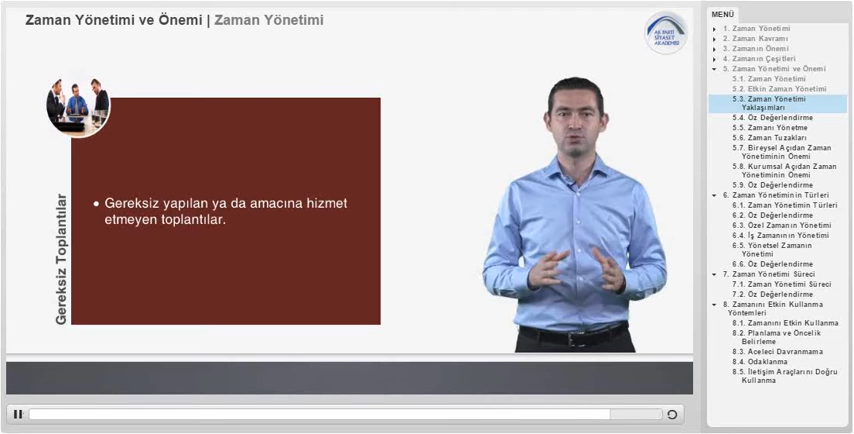 Zaman Yönetimi ve Önemi | Zaman Yönetimi
AK PARTİ
SİYASET
AKADEMİSİ
Gereksiz Toplantılar
• Gereksiz yapılan ya da amacına hizmet
etmeyen toplantılar.
MENÜ
1. Zaman Yönetimi
2. Zaman Kavramı
3. Zamanın Önemi
4. Zamanın Çeşitleri
5. Zaman Yönetimi ve Önemi
5.1. Zaman Yönetimi
5.2. Etkin Zaman Yönetimi
5.3. Zaman Yönetimi
Yaklaşımları
5.4. Öz Değerlendirme
5.5. Zamanı Yönetme
5.6. Zaman Tuzakları
5.7. Bireysel Açıdan Zaman
Yönetiminin Önemi
5.8. Kurumsal Açıdan Zaman
Yönetiminin Önemi
5.9. Öz Değerlendirme
6. Zaman Yönetiminin Türleri
6.1. Zaman Yönetimin Türleri
6.2. Öz Değerlendirme
6.3. Özel Zamanın Yönetimi
6.4. İş Zamanının Yönetimi
6.5. Yönetsel Zamanın
Yönetimi
6.6. Öz Değerlendirme
7. Zaman Yönetimi Süreci
7.1. Zaman Yönetimi Süreci
7.2. Öz Değerlendirme
8. Zamanını Etkin Kullanma
Yöntemleri
8.1. Zamanını Etkin Kullanma
8.2. Planlama ve Öncelik
Belirleme
8.3. Aceleci Davranmama
8.4. Odaklanma
8.5. İletişim Araçlarını Doğru
Kullanma